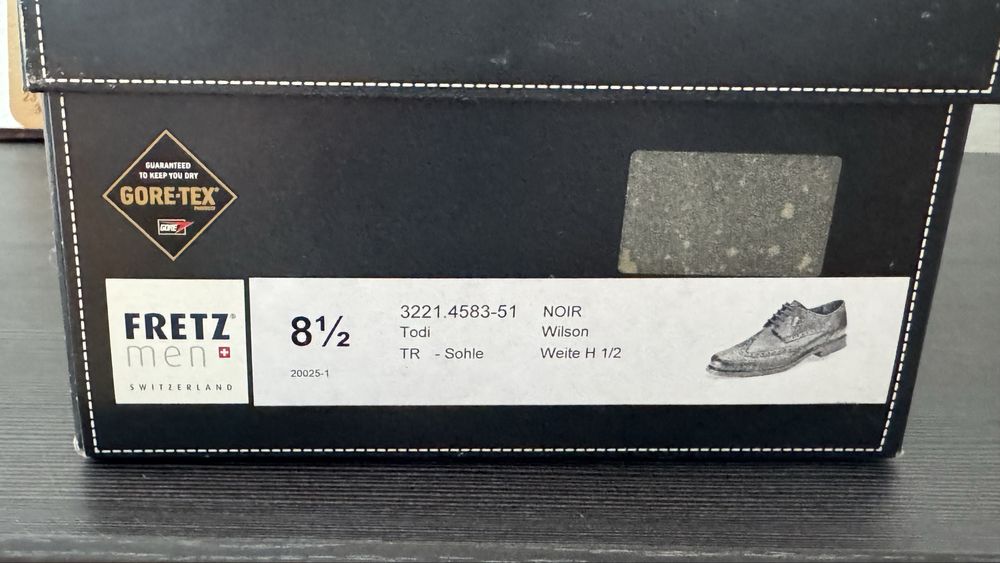 GUARANTEED
TO KEEP YOU DRY
GORE-TEX®
PRODUCTS
GORE
FRETZ®
men
SWITZERLAND
8½
20025-1
3221.4583-51 NOIR
Todi Wilson
TR - Sohle Weite H 1/2